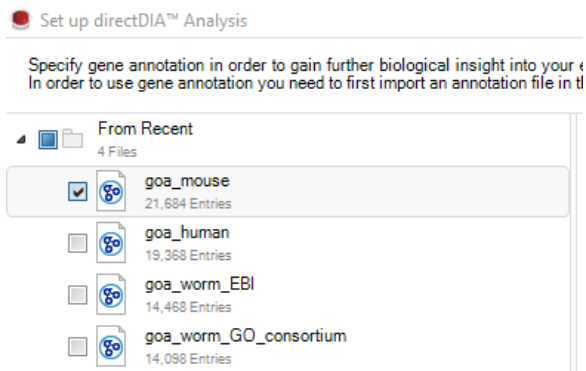 Set up directDIA™ Analysis
Specify gene annotation in order to gain further biological insight into your
In order to use gene annotation you need to first import an annotation file in
From Recent
4 Files
goa_mouse
21,684 Entries
goa_human
19,368 Entries
goa_worm_EBI
14,468 Entries
goa_worm_GO_consortium
14,098 Entries